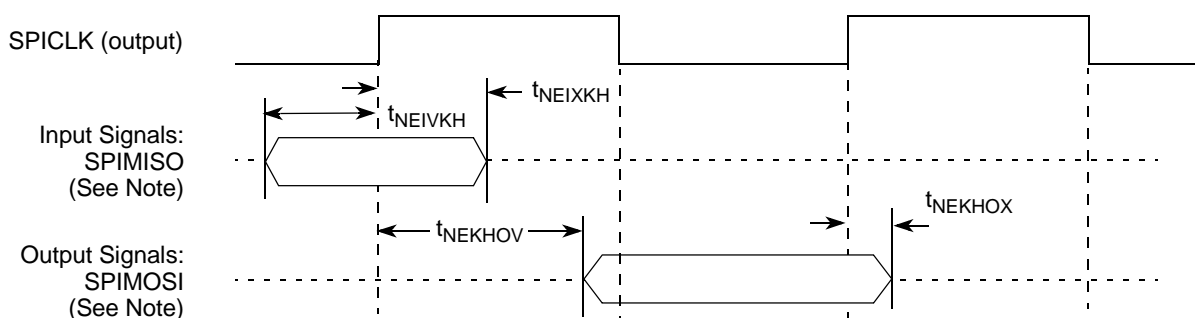 SPICLK (output)
tNEIXKH
tNEIVKH
Input Signals:
SPIMISO
(See Note)
tNEKHOX
tNEKHOV
Output Signals:
SPIMOSI
(See Note)